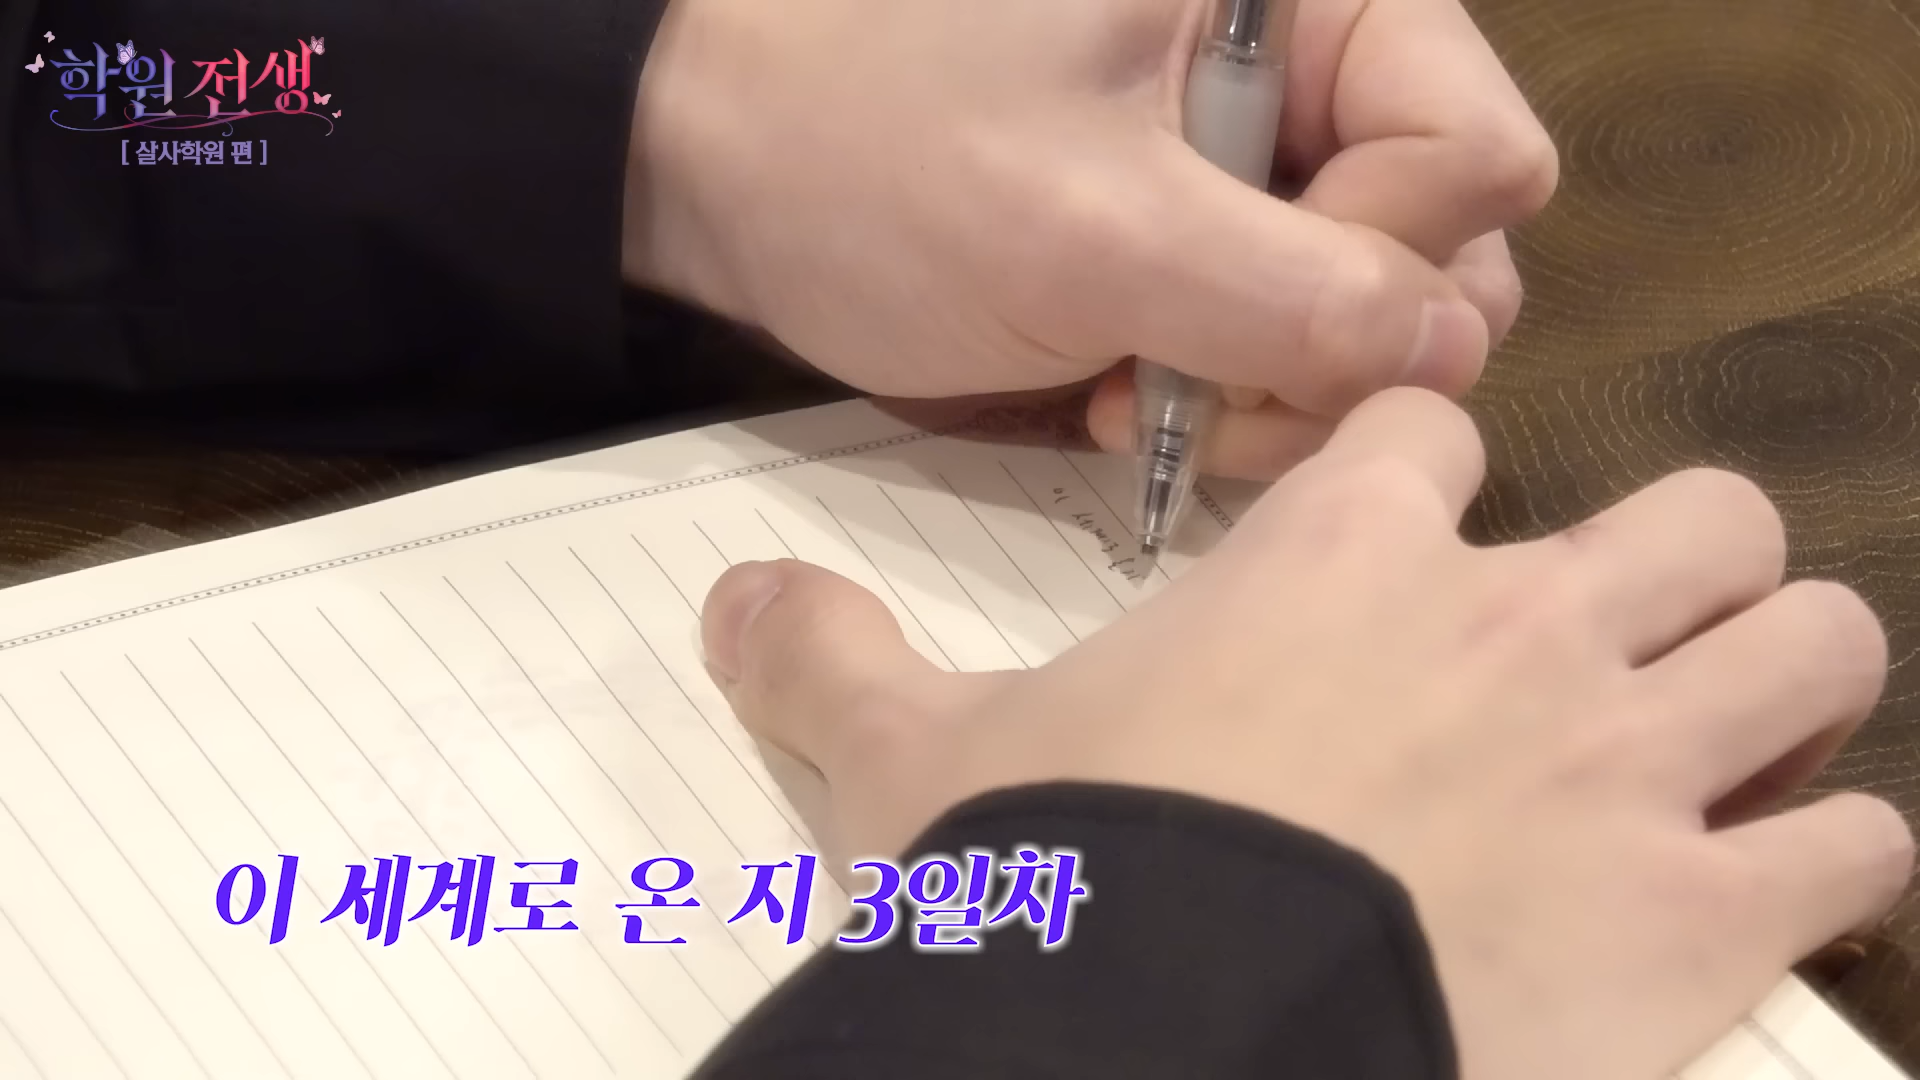 학원 전생
[ 살사학원 편 ]
이 세계로 온 지 3일차